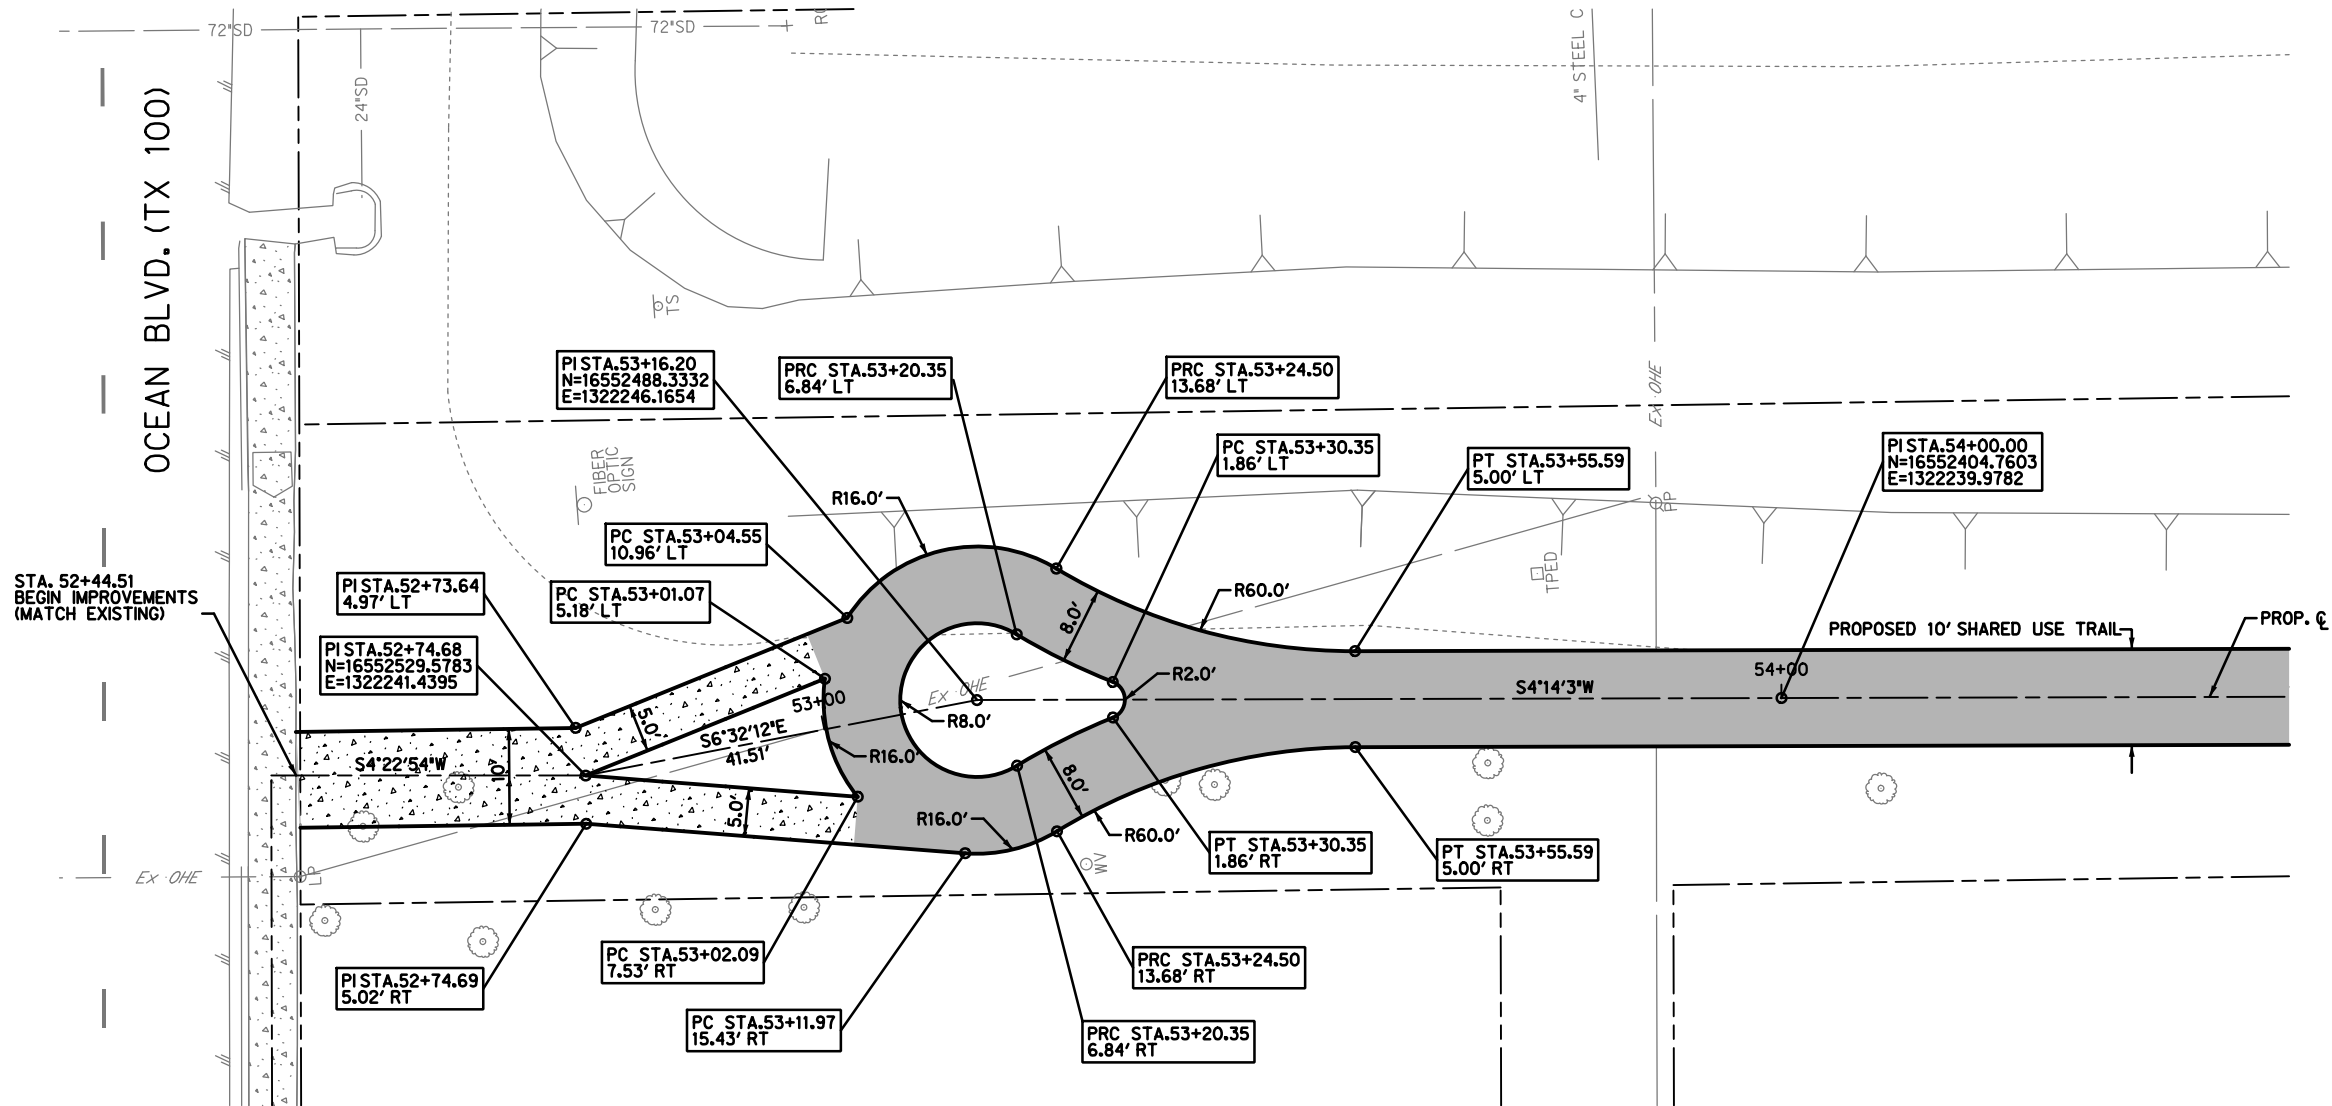 72"SD
72"SD
24"SD
4" STEEL C
OCEAN BLVD. (TX 100)
TS
PI STA.53+16.20
N=16552488.3332
E=1322246.1654
PRC STA.53+20.35
6.84' LT
PRC STA.53+24.50
13.68' LT
Ex OHE
PC STA.53+30.35
1.86' LT
PT STA.53+55.59
5.00' LT
PI STA.54+00.00
N=16552404.7603
E=1322239.9782
FIBER
OPTIC
SIGN
R16.0'
PP
PC STA.53+04.55
10.96' LT
TPED
STA. 52+44.51
BEGIN IMPROVEMENTS
(MATCH EXISTING)
PI STA.52+73.64
4.97' LT
PC STA.53+01.07
5.18' LT
R60.0'
8.0'
PROP. ℄
PROPOSED 10' SHARED USE TRAIL
PI STA.52+74.68
N=16552529.5783
E=1322241.4395
54+00
R2.0'
S4°14'3"W
Ex OHE
53+00
5.0'
R8.0'
S6°32'12"E
41.51'
R16.0'
S4°22'54"W
10'
8.0'
5.0'
R16.0'
R60.0'
PT STA.53+30.35
1.86' RT
PT STA.53+55.59
5.00' RT
WV
Ex OHE
LP
PC STA.53+02.09
7.53' RT
PRC STA.53+24.50
13.68' RT
PI STA.52+74.69
5.02' RT
PC STA.53+11.97
15.43' RT
PRC STA.53+20.35
6.84' RT